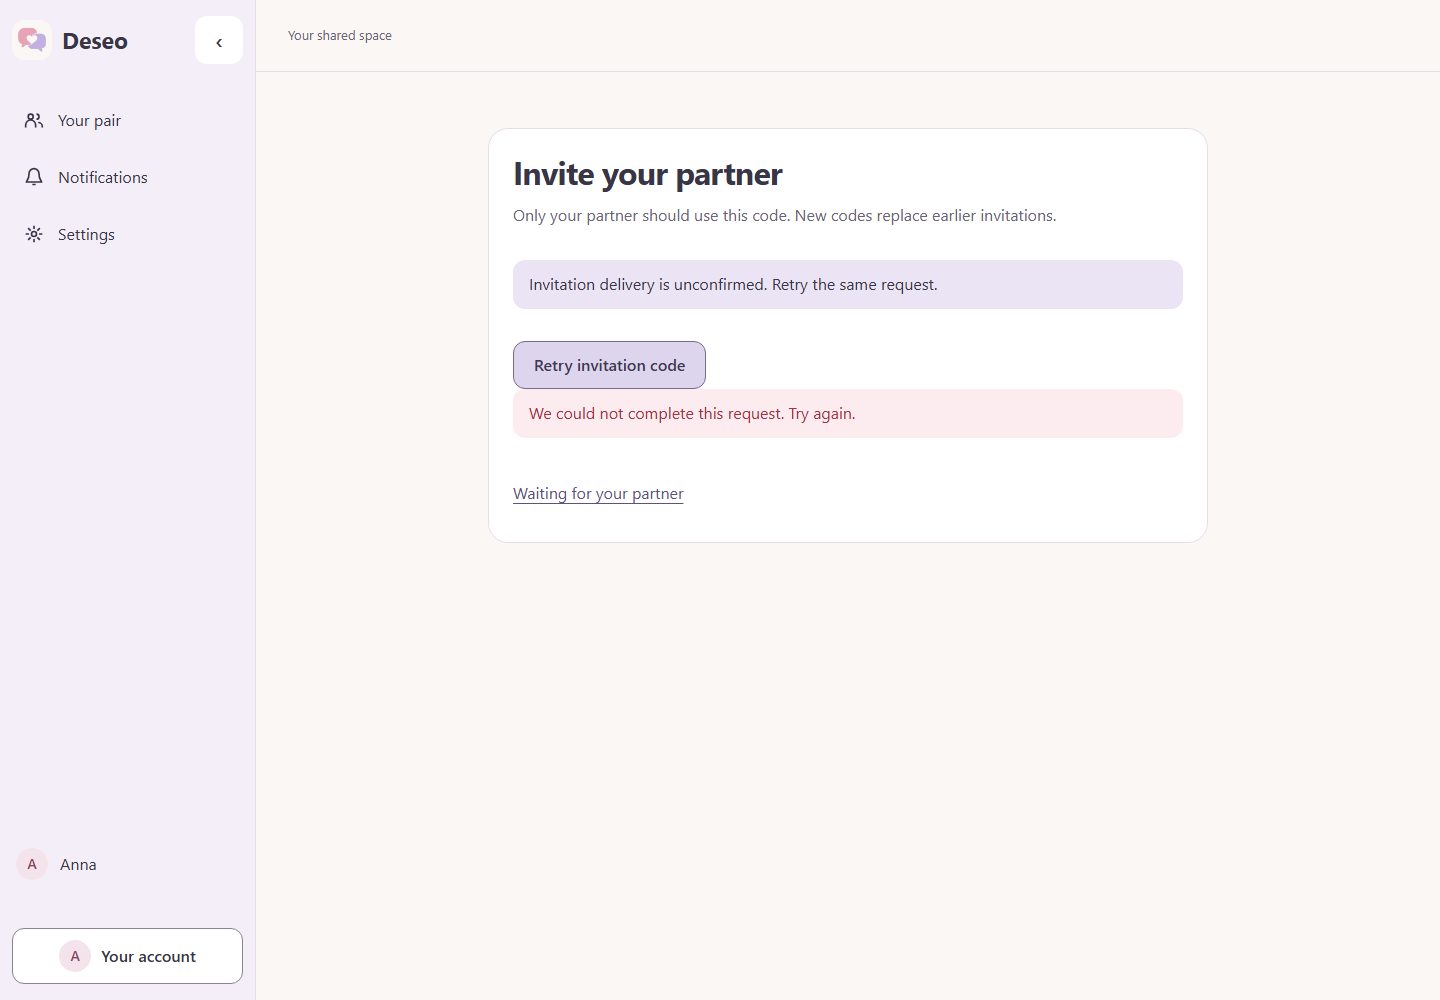 Deseo
‹
Your pair
Notifications
Settings
A
Anna
A
Your account
Your shared space
Invite your partner
Only your partner should use this code. New codes replace earlier invitations.
Invitation delivery is unconfirmed. Retry the same request.
Retry invitation code
We could not complete this request. Try again.
Waiting for your partner